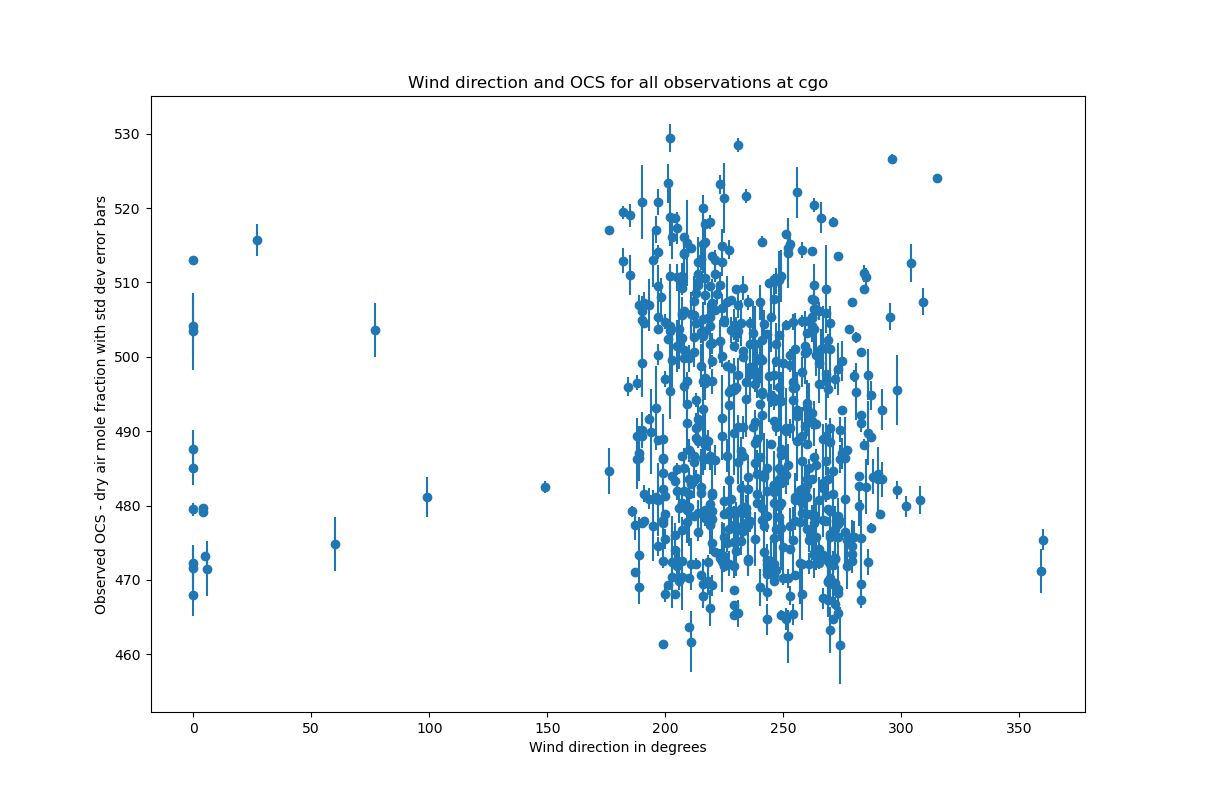 Wind direction and OCS for all observations at cgo
Observed OCS - dry air mole fraction with std dev error bars
530
520
510
500
490
480
470
460
0 50 100 150 200 250 300 350
Wind direction in degrees